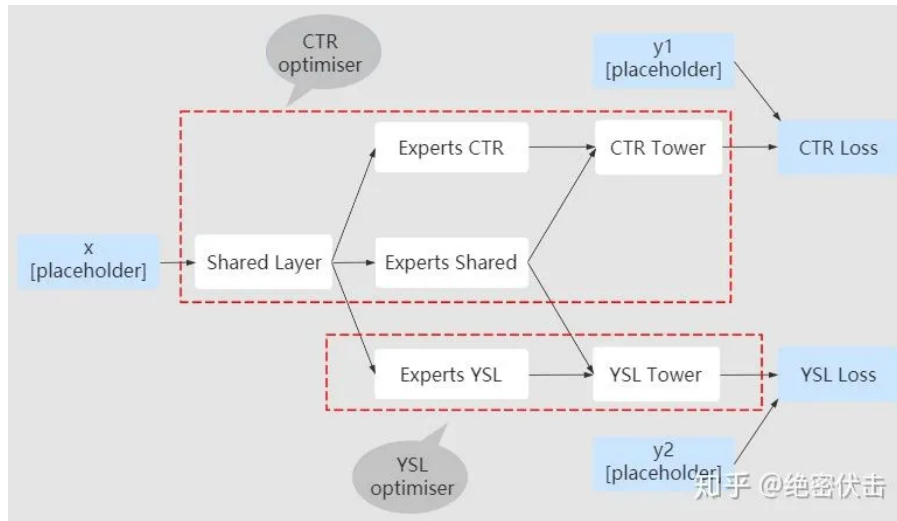 CTR
optimiser
y1
[placeholder]
Experts CTR
CTR Tower
CTR Loss
x
[placeholder]
Shared Layer
Experts Shared
Experts YSL
YSL Tower
YSL Loss
YSL
optimiser
y2
[placeholder]
知乎 @绝密伏击